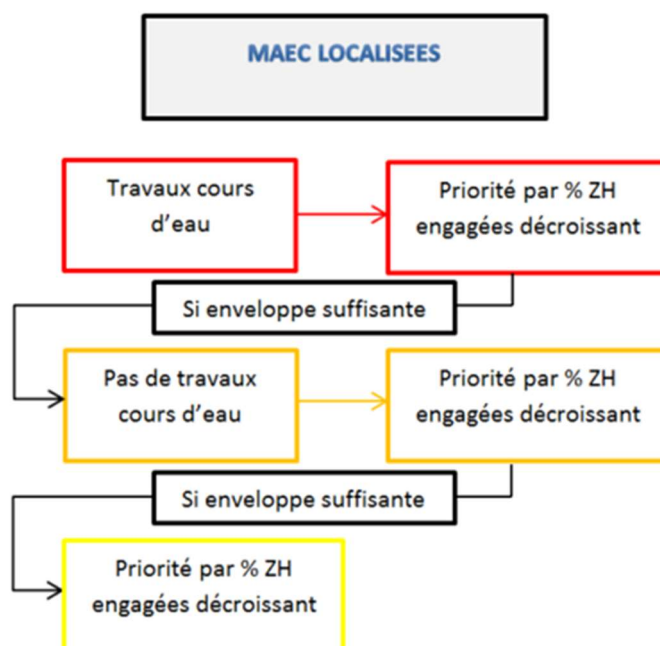 MAEC LOCALISEES
Travaux cours
d'eau
Priorité par % ZH
engagées décroissant
Si enveloppe suffisante
Pas de travaux
cours d'eau
Priorité par % ZH
engagées décroissant
Si enveloppe suffisante
Priorité par % ZH
engagées décroissant